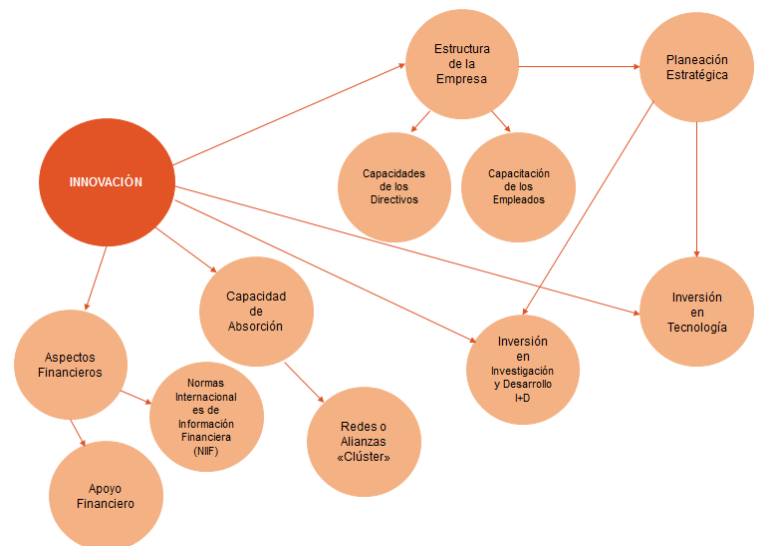 Estructura
de la
Empresa
Planeación
Estratégica
INNOVACIÓN
Capacidades
de los
Directivos
Capacitación
de los
Empleados
Capacidad
de
Absorción
Inversión
en
Tecnología
Aspectos
Financieros
Inversión
en
Investigación
y Desarrollo
I+D
Normas
Internacional
es de
Información
Financiera
(NIIF)
Redes o
Alianzas
«Clúster»
Apoyo
Financiero